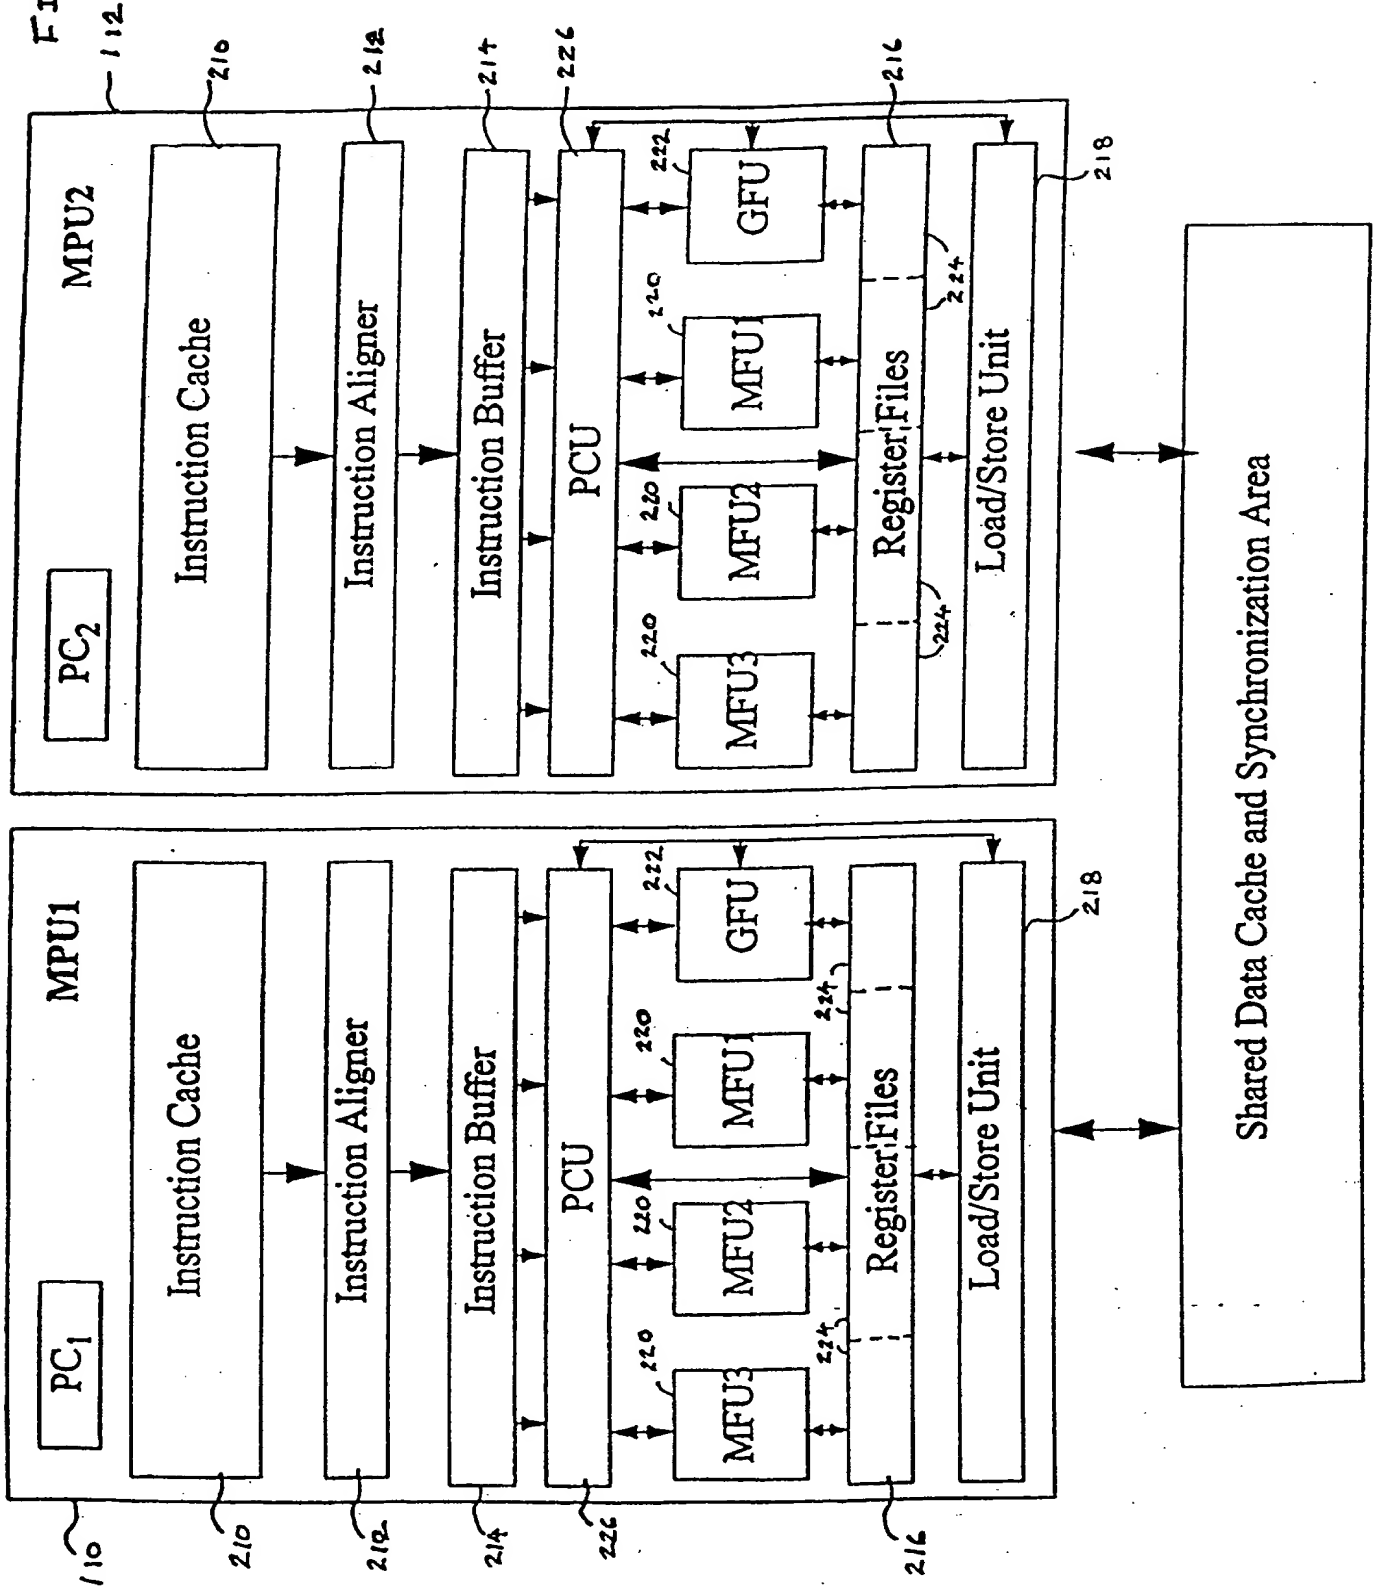 FI
110
MPU1
PC1
210
Instruction Cache
212
Instruction Aligner
214
Instruction Buffer
226
PCU
220
220
220
222
MFU3
MFU2
MFU1
GFU
224
224
216
Register Files
Load/Store Unit
218
112
MPU2
PC2
Instruction Cache
210
Instruction Aligner
212
Instruction Buffer
214
PCU
226
220
220
220
222
MFU3
MFU2
MFU1
GFU
Register Files
216
224
224
Load/Store Unit
218
Shared Data Cache and Synchronization Area